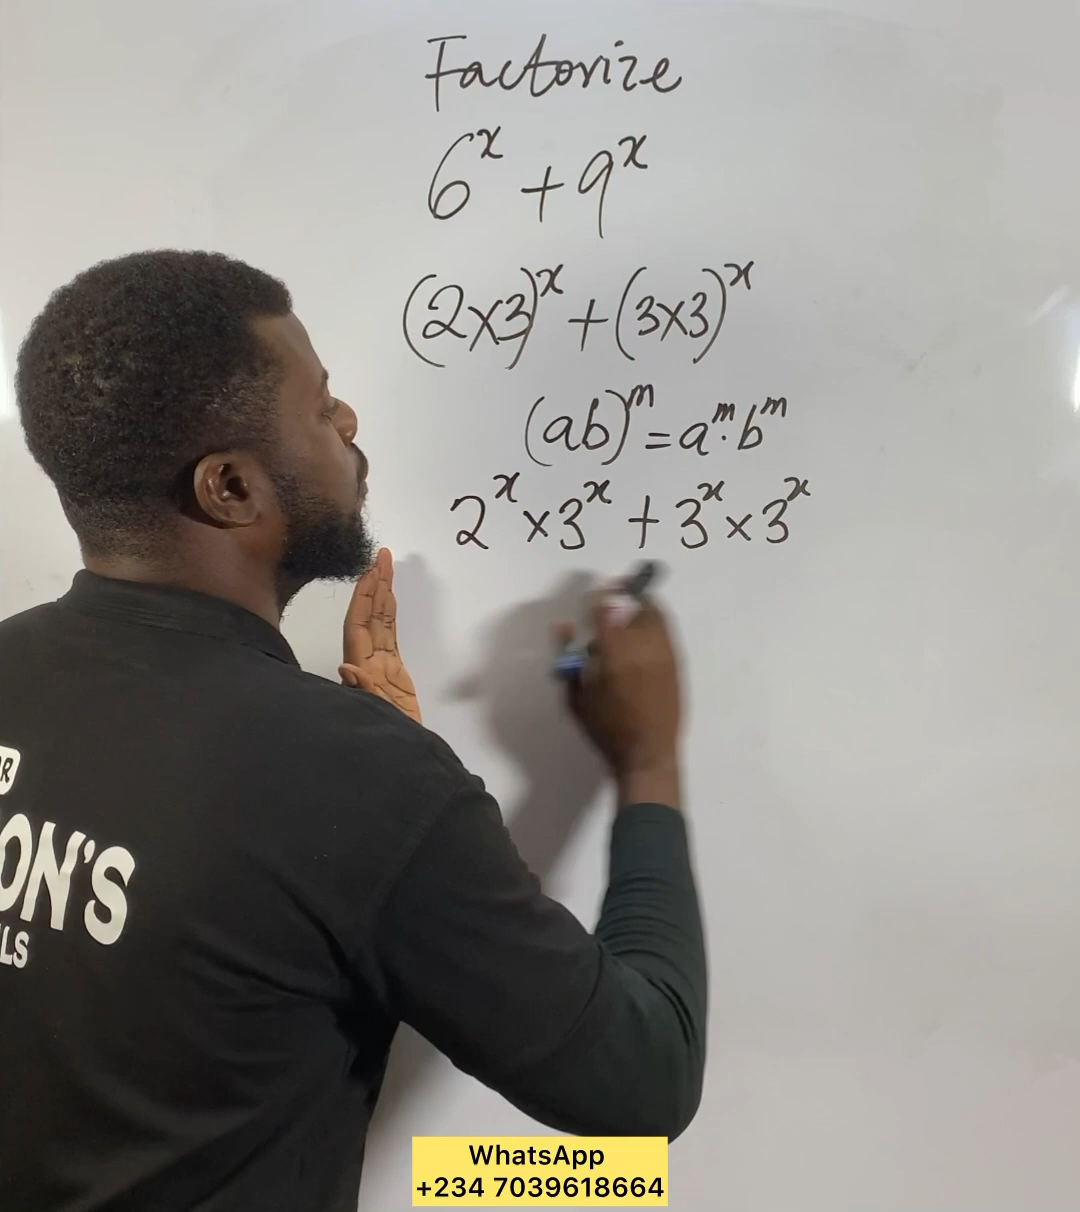 Factorize
6^x + 9^x
(2×3)^x + (3×3)^x
(ab)^m = a^m · b^m
2^x × 3^x + 3^x × 3^x
R
ON'S
LS
WhatsApp
+234 7039618664